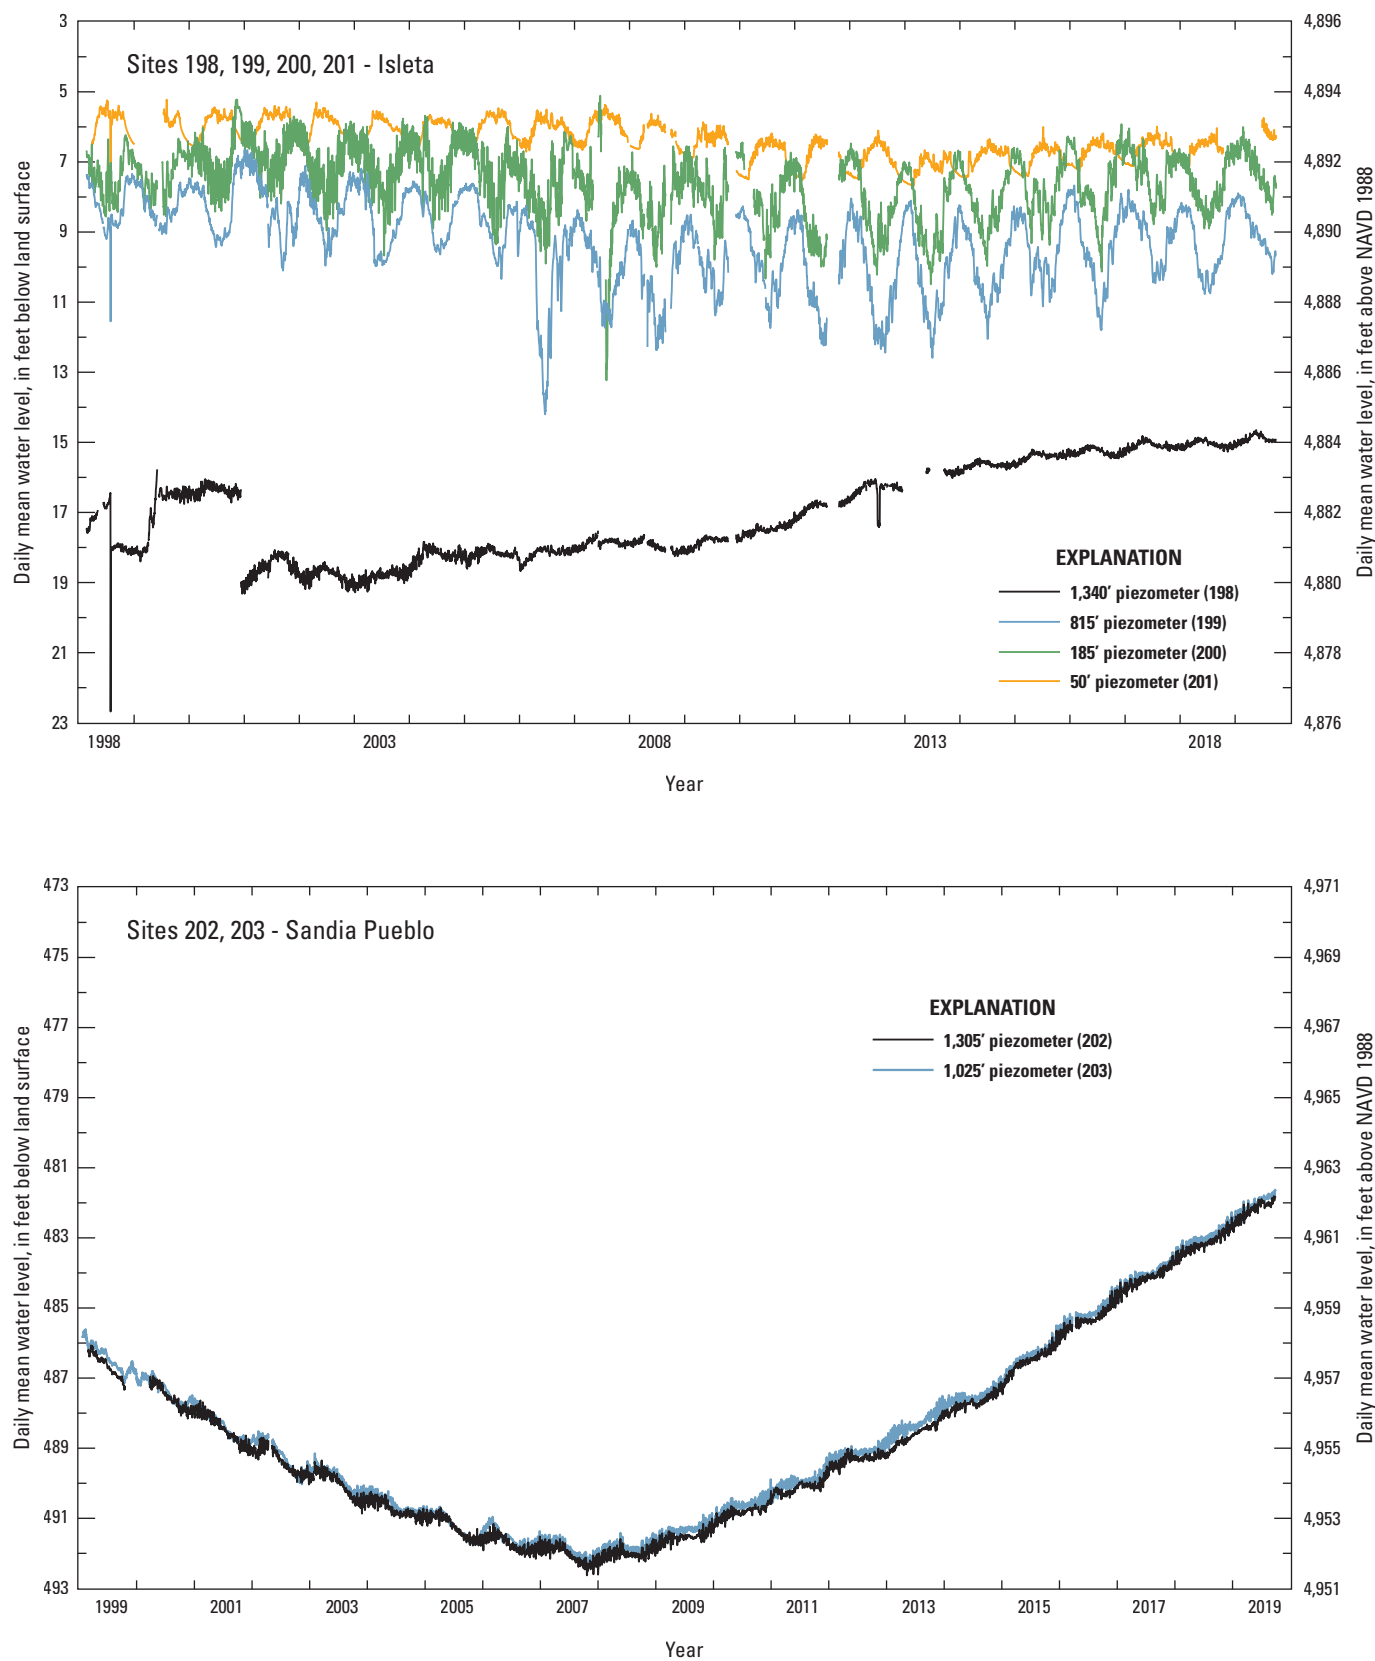 Sites 198, 199, 200, 201 - Isleta
Daily mean water level, in feet below land surface
3
5
7
9
11
13
15
17
19
21
23
4,896
4,894
4,892
4,890
4,888
4,886
4,884
4,882
4,880
4,878
4,876
Daily mean water level, in feet above NAVD 1988
EXPLANATION
1,340' piezometer (198)
815' piezometer (199)
185' piezometer (200)
50' piezometer (201)
1998 2003 2008 2013 2018
Year
Sites 202, 203 - Sandia Pueblo
Daily mean water level, in feet below land surface
473
475
477
479
481
483
485
487
489
491
493
4,971
4,969
4,967
4,965
4,963
4,961
4,959
4,957
4,955
4,953
4,951
Daily mean water level, in feet above NAVD 1988
EXPLANATION
1,305' piezometer (202)
1,025' piezometer (203)
1999 2001 2003 2005 2007 2009 2011 2013 2015 2017 2019
Year